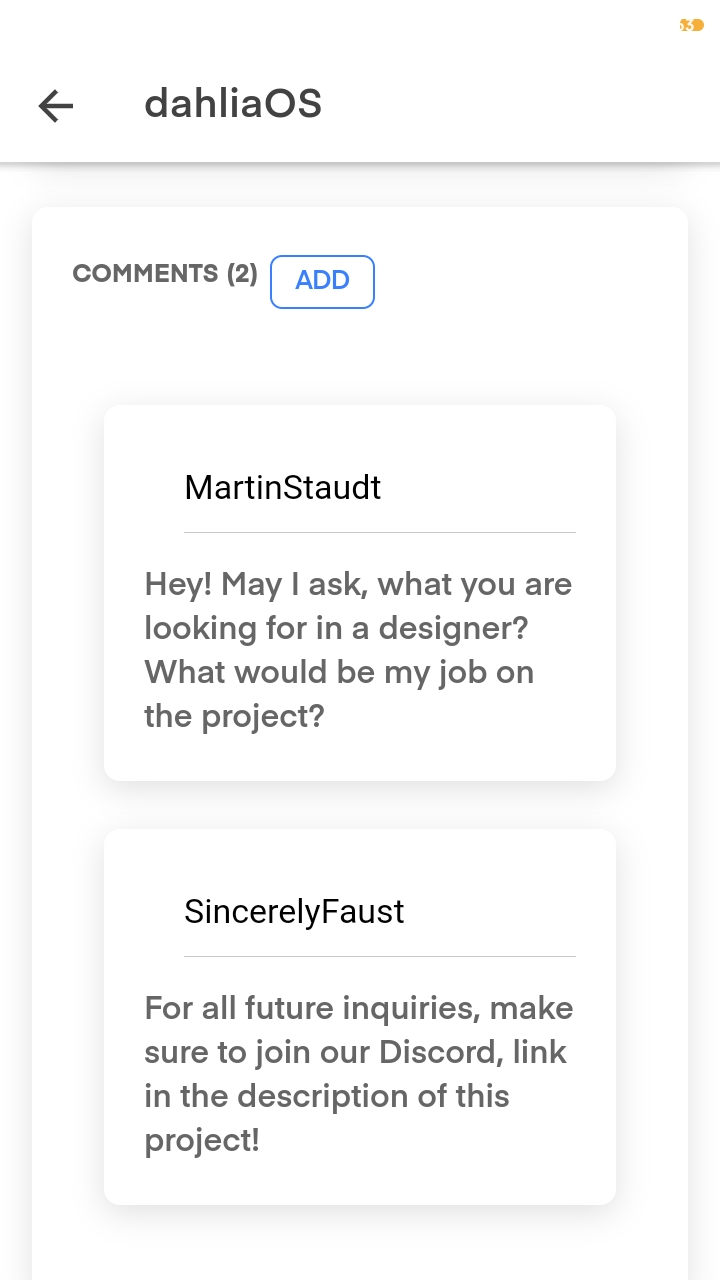 dahliaOS
COMMENTS (2)
ADD
MartinStaudt
Hey! May I ask, what you are
looking for in a designer?
What would be my job on
the project?
SincerelyFaust
For all future inquiries, make
sure to join our Discord, link
in the description of this
project!